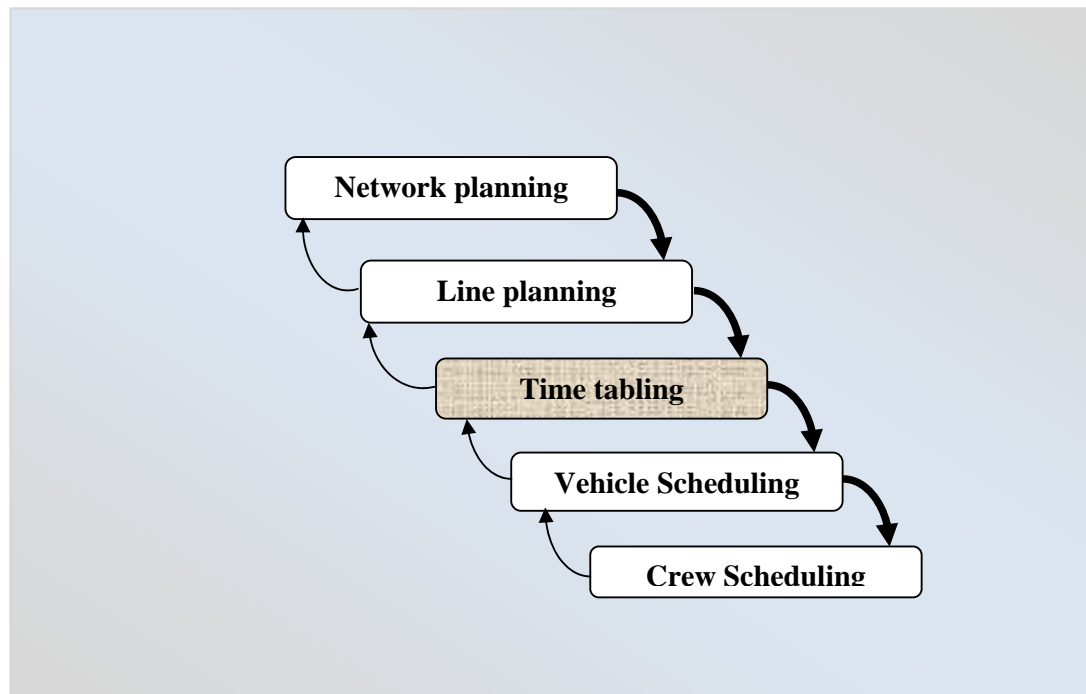 Network planning
Line planning
Time tabling
Vehicle Scheduling
Crew Scheduling